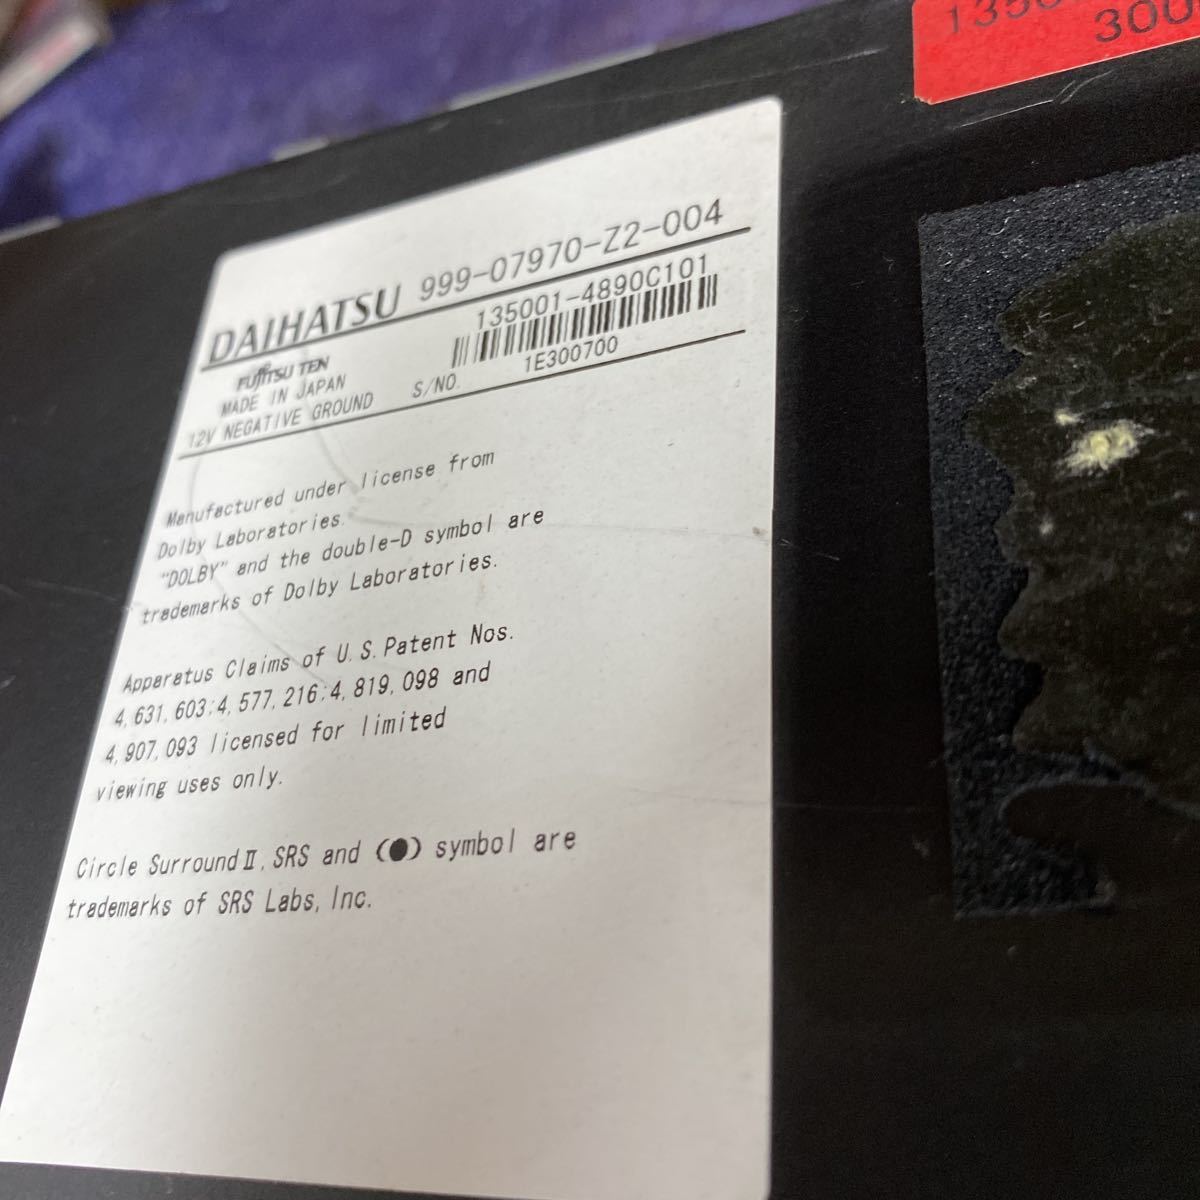 300
DAIHATSU 999-07970-Z2-004
135001-4890C101
FUJITSU TEN
MADE IN JAPAN
12V NEGATIVE GROUND S/NO. 1E300700
Manufactured under license from
Dolby Laboratories.
"DOLBY" and the double-D symbol are
trademarks of Dolby Laboratories.
Apparatus Claims of U.S.Patent Nos.
4,631,603;4,577,216;4,819,098 and
4,907,093 licensed for limited
viewing uses only.
Circle SurroundⅡ, SRS and (●) symbol are
trademarks of SRS Labs, Inc.